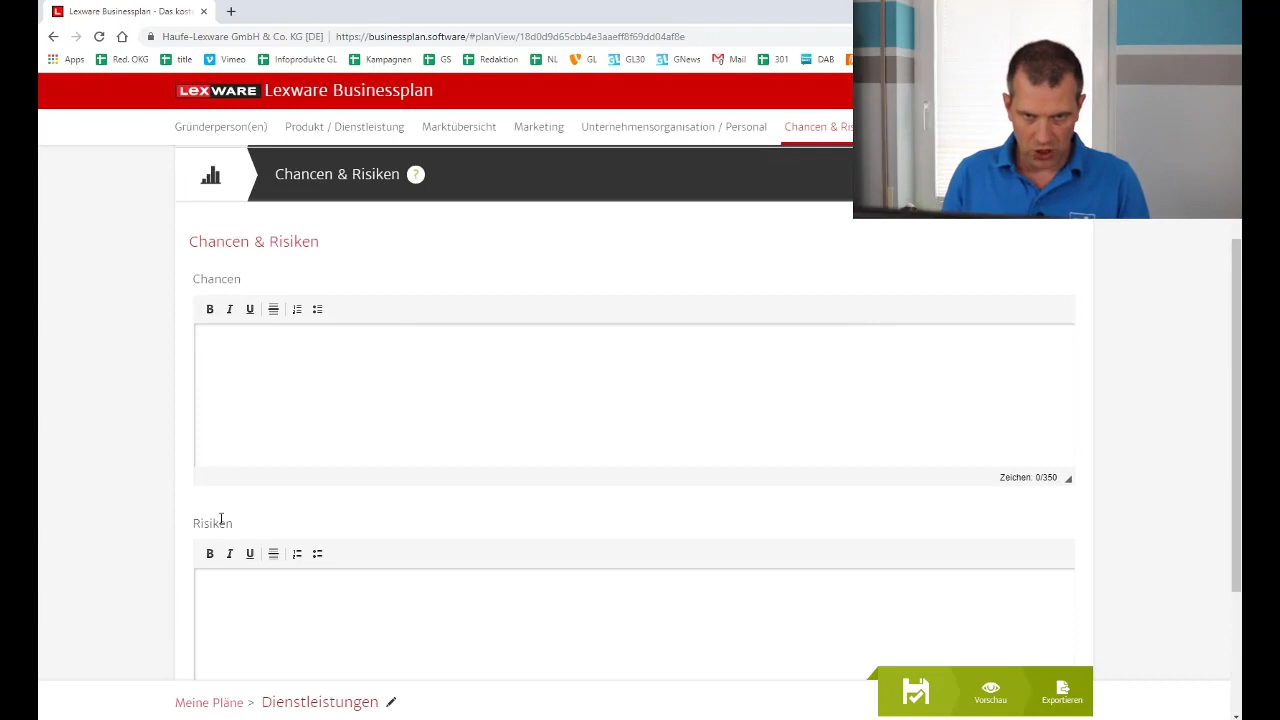 Lexware Businessplan - Das kost
Haufe-Lexware GmbH & Co. KG [DE] | https://businessplan.software/#planView/18d0d9d65cbb4e3aaeff8f69dd04af8e
Apps Red. OKG title Vimeo Infoprodukte GL Kampagnen GS Redaktion NL GL GL30 GNews Mail 301 DAB
LEXWARE Lexware Businessplan
Gründerperson(en) Produkt / Dienstleistung Marktübersicht Marketing Unternehmensorganisation / Personal Chancen & Ris
Chancen & Risiken ?
Chancen & Risiken
Chancen
B I U
Zeichen: 0/350
Risiken
B I U
Meine Pläne > Dienstleistungen
Vorschau
Exportieren